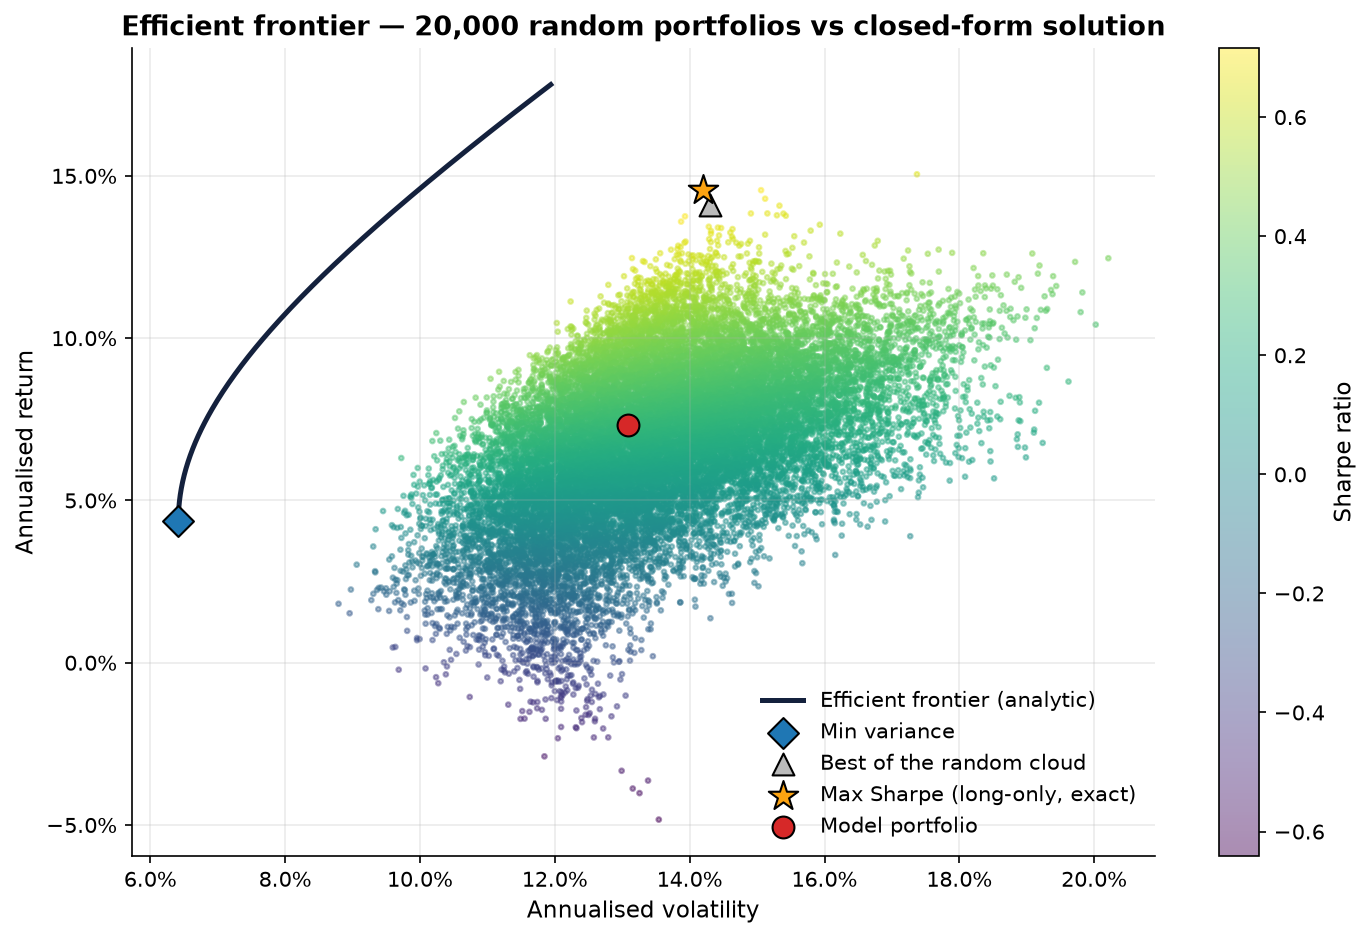 Efficient frontier — 20,000 random portfolios vs closed-form solution
Annualised return
15.0%
10.0%
5.0%
0.0%
−5.0%
6.0%
8.0%
10.0%
12.0%
14.0%
16.0%
18.0%
20.0%
Annualised volatility
Efficient frontier (analytic)
Min variance
Best of the random cloud
Max Sharpe (long-only, exact)
Model portfolio
0.6
0.4
0.2
0.0
−0.2
−0.4
−0.6
Sharpe ratio